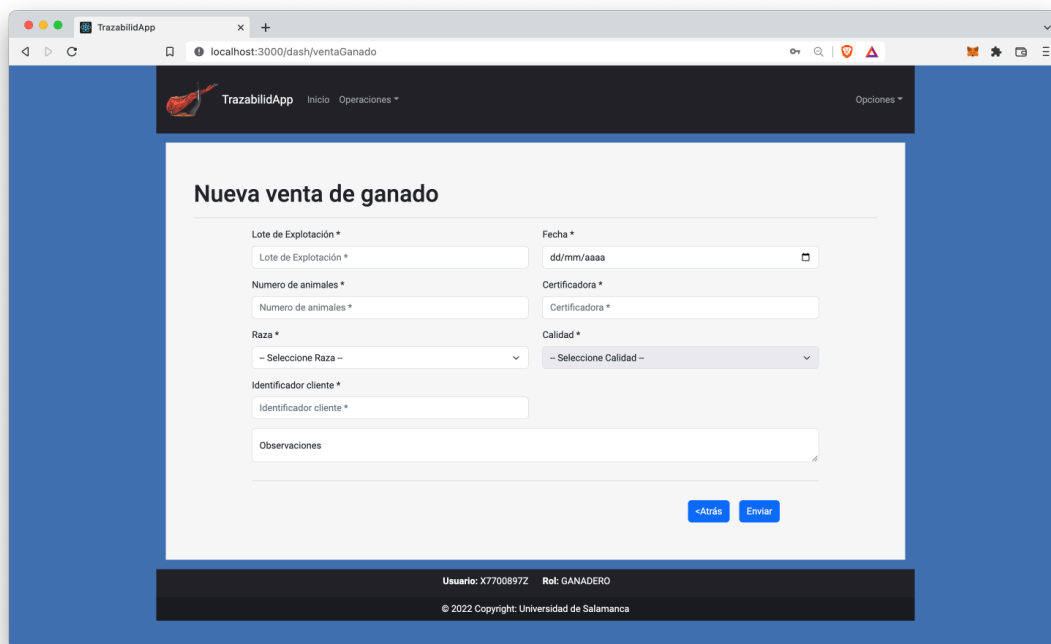 TrazabilidApp
localhost:3000/dash/ventaGanado
TrazabilidApp Inicio Operaciones Opciones
Nueva venta de ganado
Lote de Explotación * Fecha *
Lote de Explotación * dd/mm/aaaa
Numero de animales * Certificadora *
Numero de animales * Certificadora *
Raza * Calidad *
-- Seleccione Raza -- -- Seleccione Calidad --
Identificador cliente *
Identificador cliente *
Observaciones
<Atrás Enviar
Usuario: X7700897Z Rol: GANADERO
© 2022 Copyright: Universidad de Salamanca